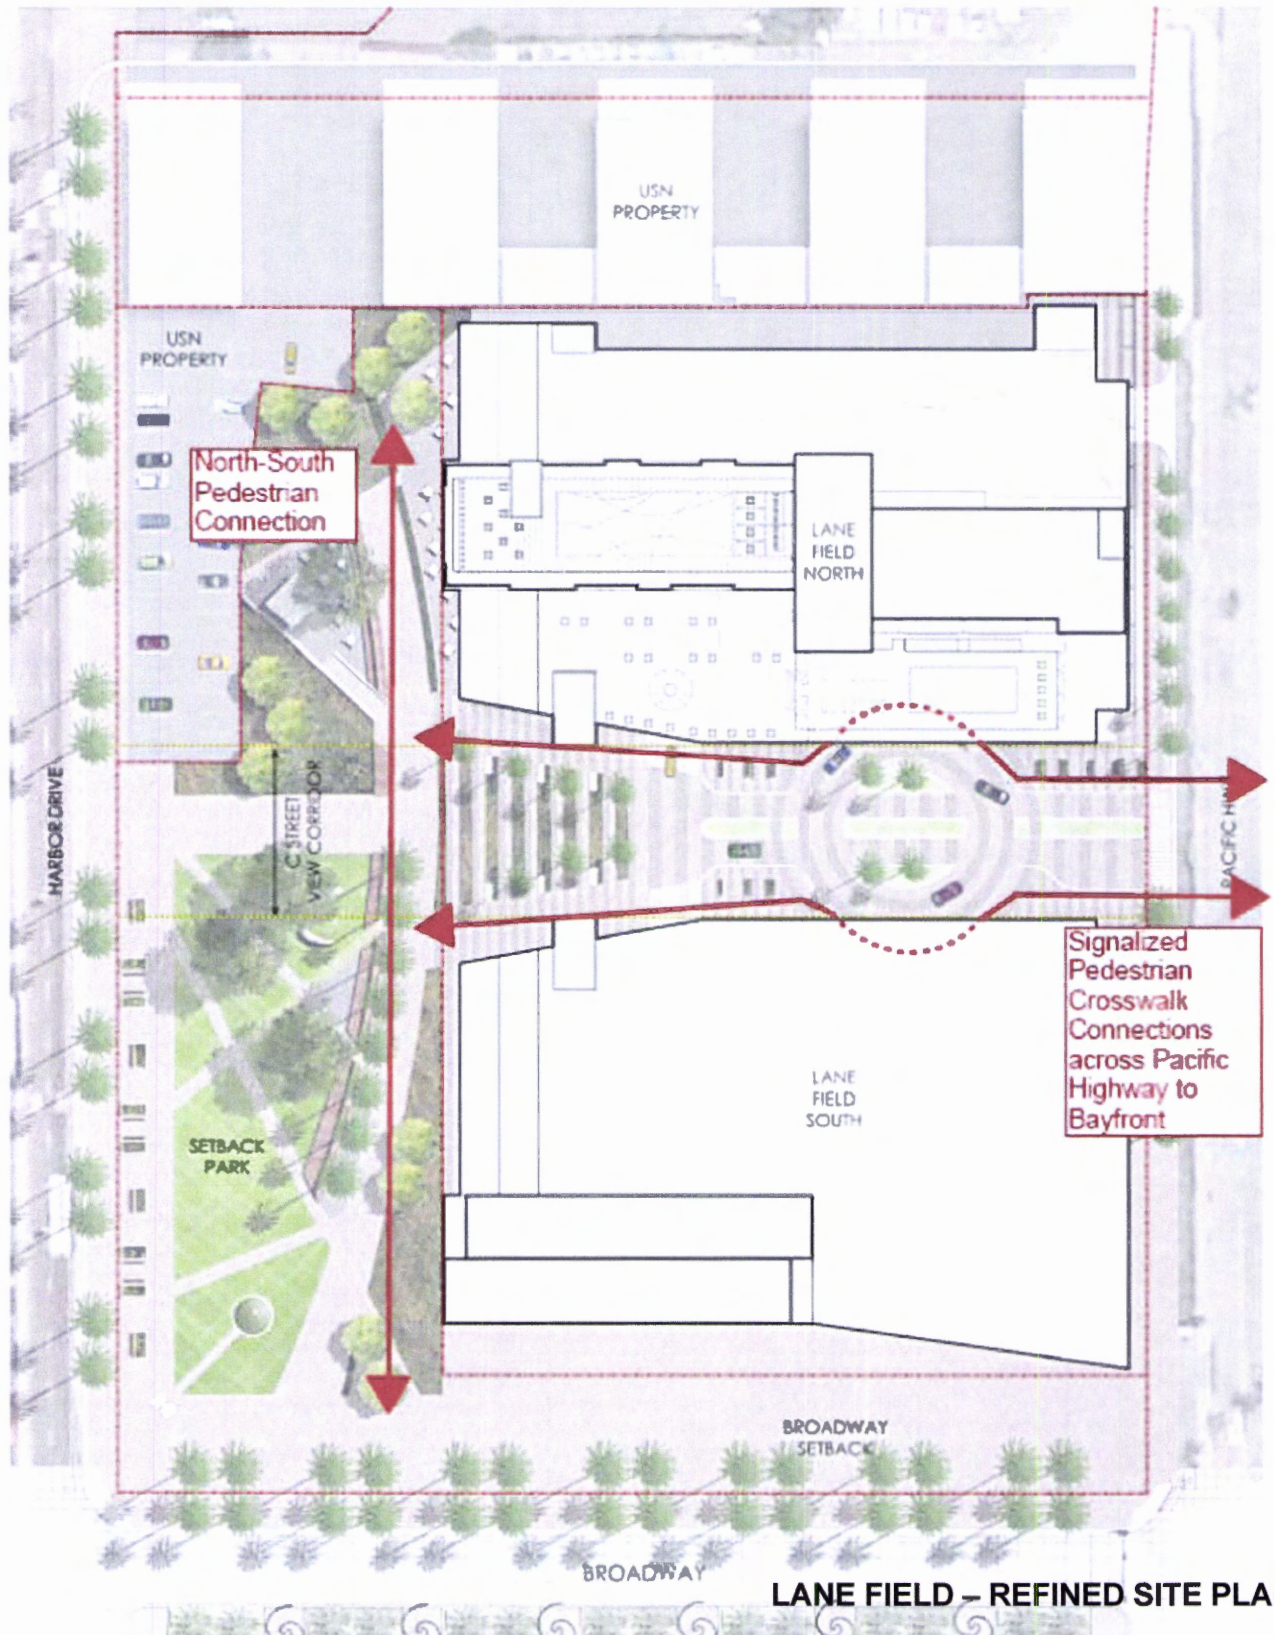 USN
PROPERTY
USN
PROPERTY
North-South
Pedestrian
Connection
LANE
FIELD
NORTH
HARBOR DRIVE
C STREET
VIEW CORRIDOR
PACIFIC HW
Signalized
Pedestrian
Crosswalk
Connections
across Pacific
Highway to
Bayfront
LANE
FIELD
SOUTH
SETBACK
PARK
BROADWAY
SETBACK
BROADWAY
LANE FIELD – REFINED SITE PLA